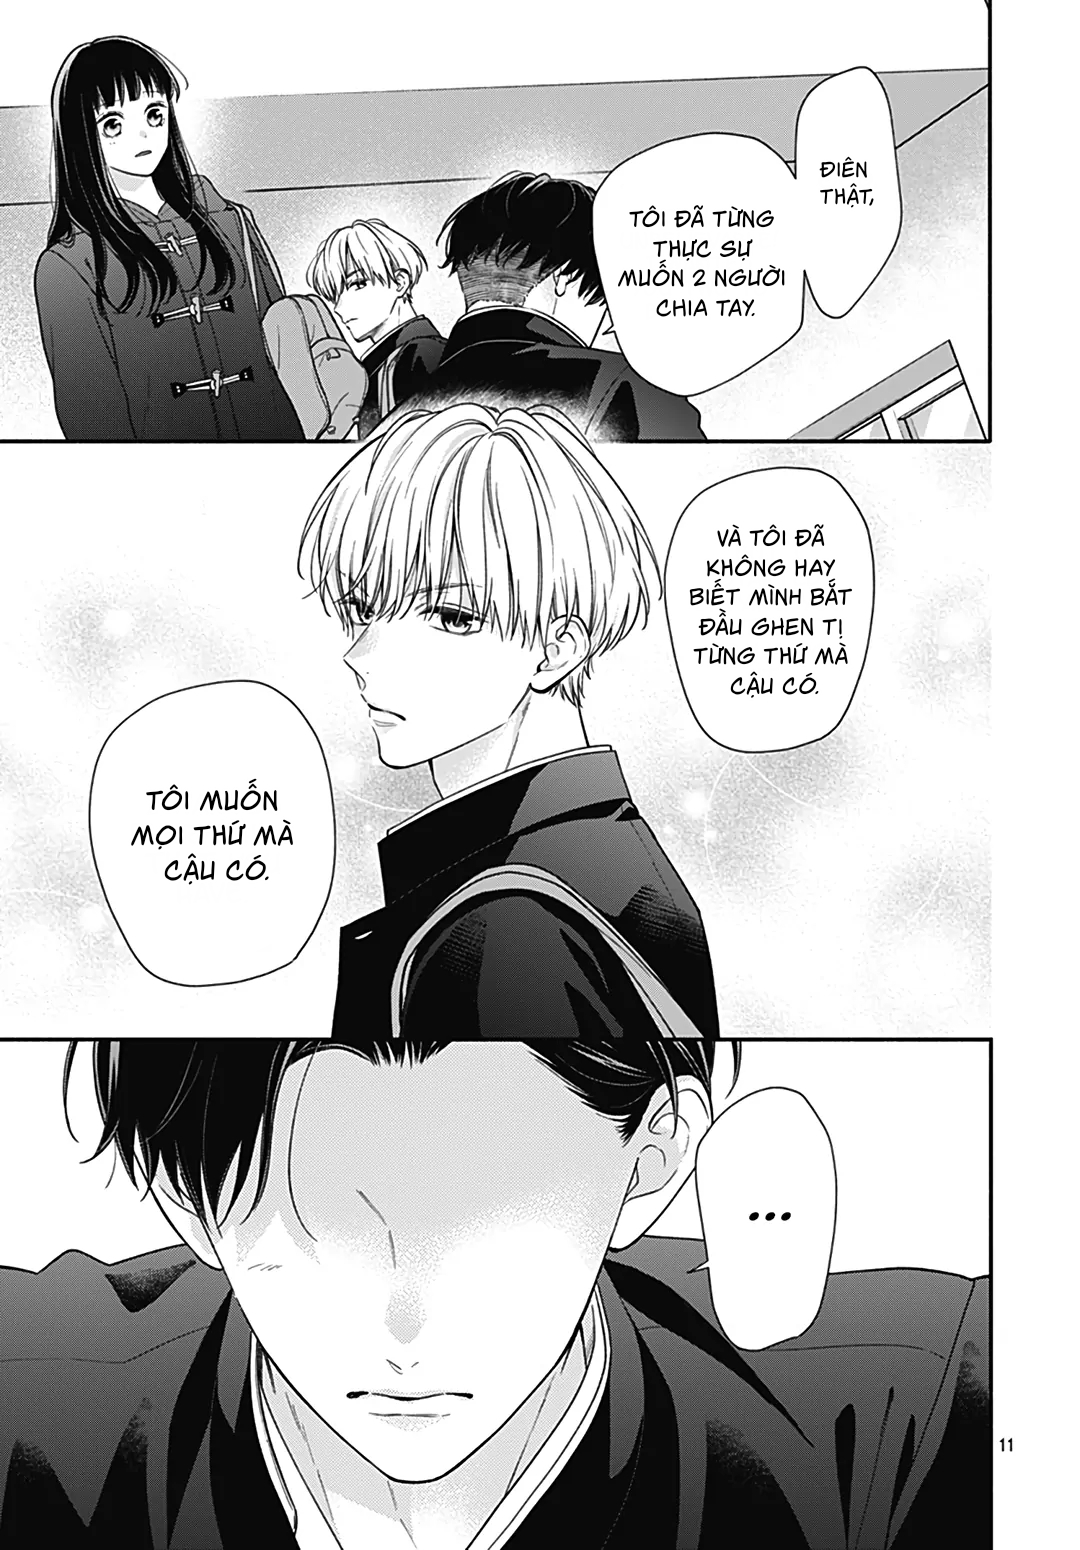 ĐIÊN
THẬT,
TÔI ĐÃ TỪNG
THỰC SỰ
MUỐN 2 NGƯỜI
CHIA TAY.
VÀ TÔI ĐÃ
KHÔNG HAY
BIẾT MÌNH BẮT
ĐẦU GHEN TỊ
TỪNG THỨ MÀ
CẬU CÓ.
TÔI MUỐN
MỌI THỨ MÀ
CẬU CÓ.
...
11